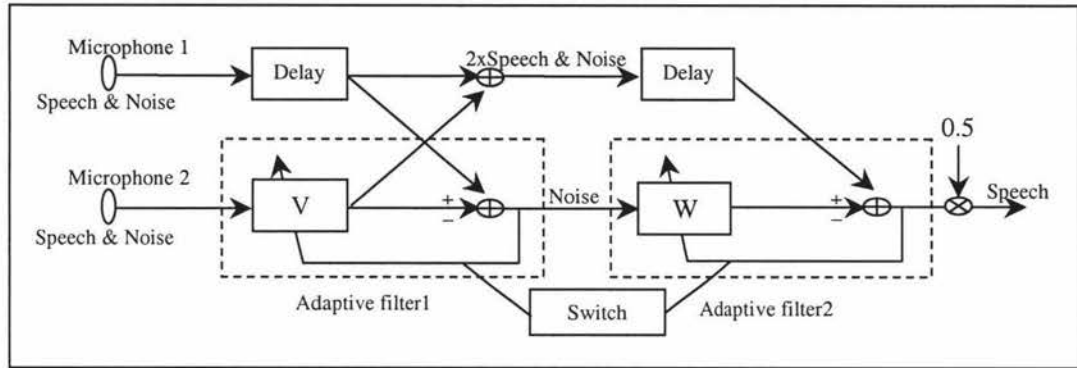 Microphone 1
Speech & Noise
Delay
2xSpeech & Noise
Delay
0.5
Microphone 2
Speech & Noise
V
+
−
Noise
W
+
−
Speech
Adaptive filter1
Switch
Adaptive filter2